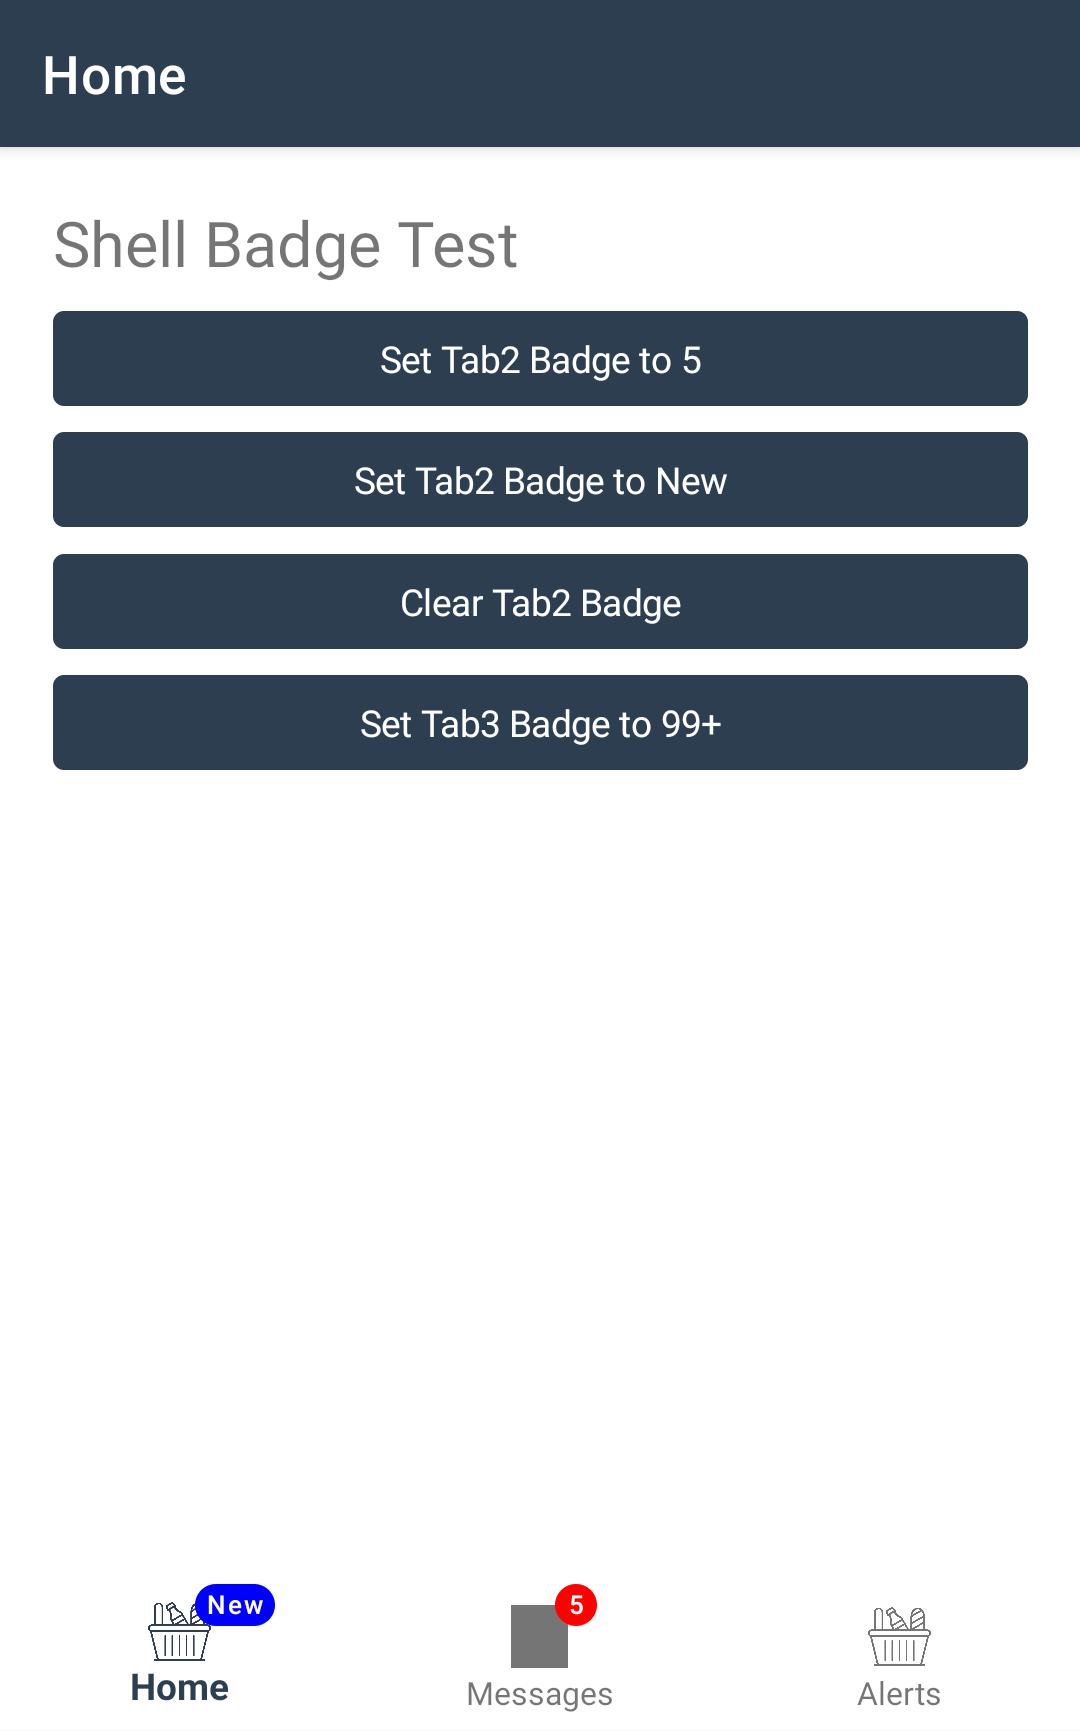 Home
Shell Badge Test
Set Tab2 Badge to 5
Set Tab2 Badge to New
Clear Tab2 Badge
Set Tab3 Badge to 99+
New
5
Home
Messages
Alerts